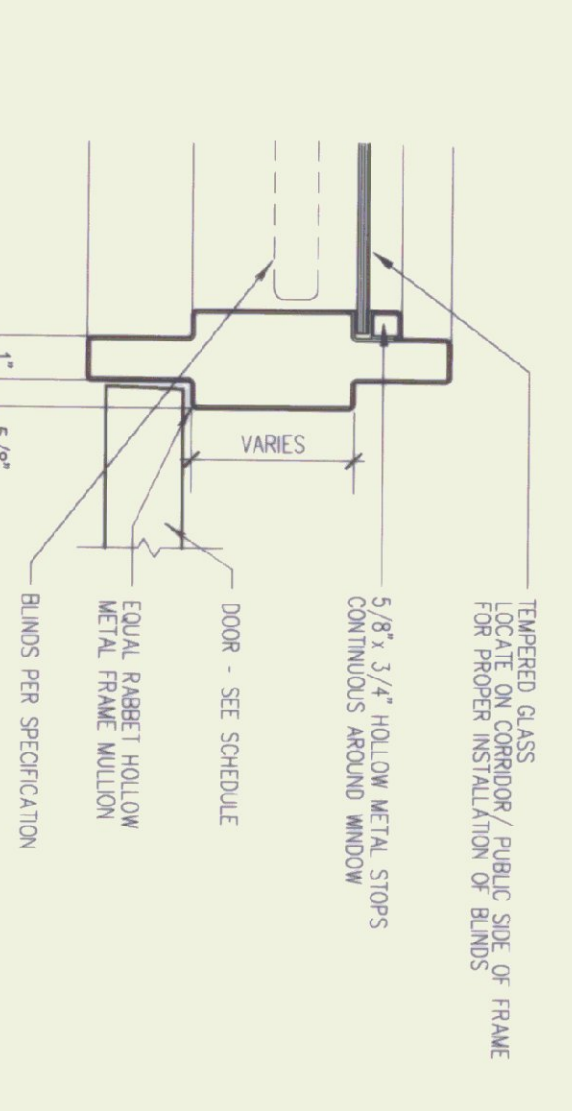 TEMPERED GLASS
LOCATE ON CORRIDOR/ PUBLIC SIDE OF FRAME
FOR PROPER INSTALLATION OF BLINDS
5/8"x 3/4" HOLLOW METAL STOPS
CONTINUOUS AROUND WINDOW
VARIES
DOOR - SEE SCHEDULE
EQUAL RABBET HOLLOW
METAL FRAME MULLION
BLINDS PER SPECIFICATION
1"